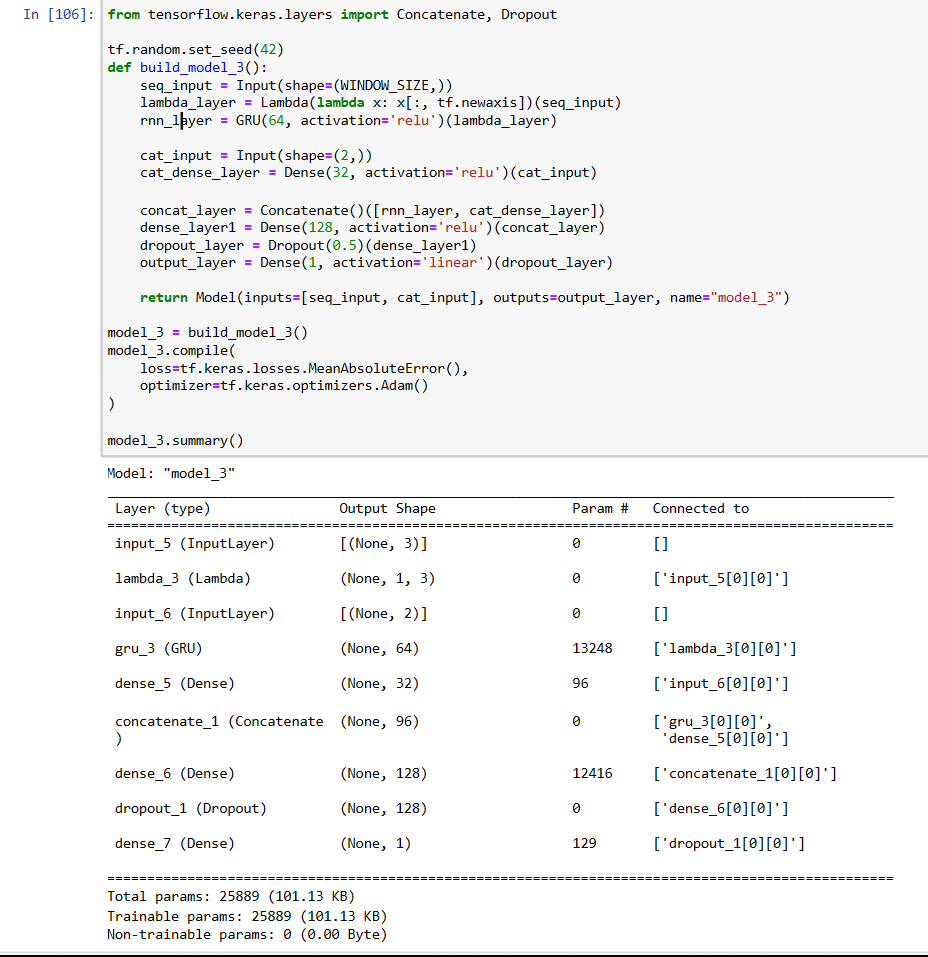 In [106]: from tensorflow.keras.layers import Concatenate, Dropout

tf.random.set_seed(42)
def build_model_3():
    seq_input = Input(shape=(WINDOW_SIZE,))
    lambda_layer = Lambda(lambda x: x[:, tf.newaxis])(seq_input)
    rnn_layer = GRU(64, activation='relu')(lambda_layer)

    cat_input = Input(shape=(2,))
    cat_dense_layer = Dense(32, activation='relu')(cat_input)

    concat_layer = Concatenate()([rnn_layer, cat_dense_layer])
    dense_layer1 = Dense(128, activation='relu')(concat_layer)
    dropout_layer = Dropout(0.5)(dense_layer1)
    output_layer = Dense(1, activation='linear')(dropout_layer)

    return Model(inputs=[seq_input, cat_input], outputs=output_layer, name="model_3")

model_3 = build_model_3()
model_3.compile(
    loss=tf.keras.losses.MeanAbsoluteError(),
    optimizer=tf.keras.optimizers.Adam()
)

model_3.summary()
Model: "model_3"
Layer (type) Output Shape Param # Connected to
input_5 (InputLayer) [(None, 3)] 0 []
lambda_3 (Lambda) (None, 1, 3) 0 ['input_5[0][0]']
input_6 (InputLayer) [(None, 2)] 0 []
gru_3 (GRU) (None, 64) 13248 ['lambda_3[0][0]']
dense_5 (Dense) (None, 32) 96 ['input_6[0][0]']
concatenate_1 (Concatenate (None, 96) 0 ['gru_3[0][0]',
) 'dense_5[0][0]']
dense_6 (Dense) (None, 128) 12416 ['concatenate_1[0][0]']
dropout_1 (Dropout) (None, 128) 0 ['dense_6[0][0]']
dense_7 (Dense) (None, 1) 129 ['dropout_1[0][0]']
Total params: 25889 (101.13 KB)
Trainable params: 25889 (101.13 KB)
Non-trainable params: 0 (0.00 Byte)